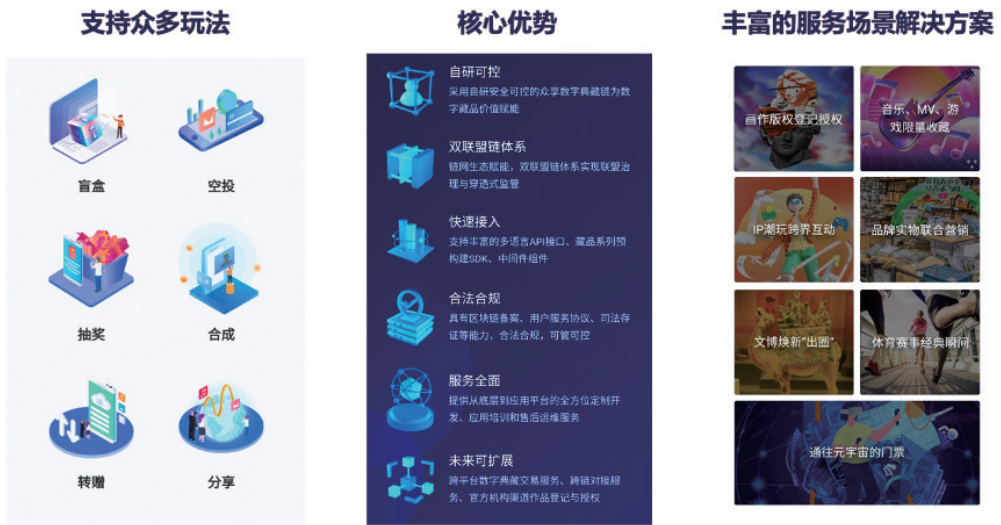 支持众多玩法
盲盒
空投
抽奖
合成
转赠
分享
核心优势
自研可控
采用自研安全可控的众享数字典藏链为数
字藏品价值赋能
双联盟链体系
链网生态赋能，双联盟链体系实现联盟治
理与穿透式监管
快速接入
支持丰富的多语言API接口、藏品系列预
构建SDK、中间件组件
合法合规
具有区块链备案、用户服务协议、司法存
证等能力，合法合规，可管可控
服务全面
提供从底层到应用平台的全方位定制开
发、应用培训和售后运维服务
未来可扩展
跨平台数字典藏交易服务、跨链对接服
务、官方机构渠道作品登记与授权
丰富的服务场景解决方案
画作版权登记授权
音乐、MV、游
戏限量收藏
IP潮玩跨界互动
品牌实物联合营销
文博焕新“出圈”
体育赛事经典瞬间
通往元宇宙的门票